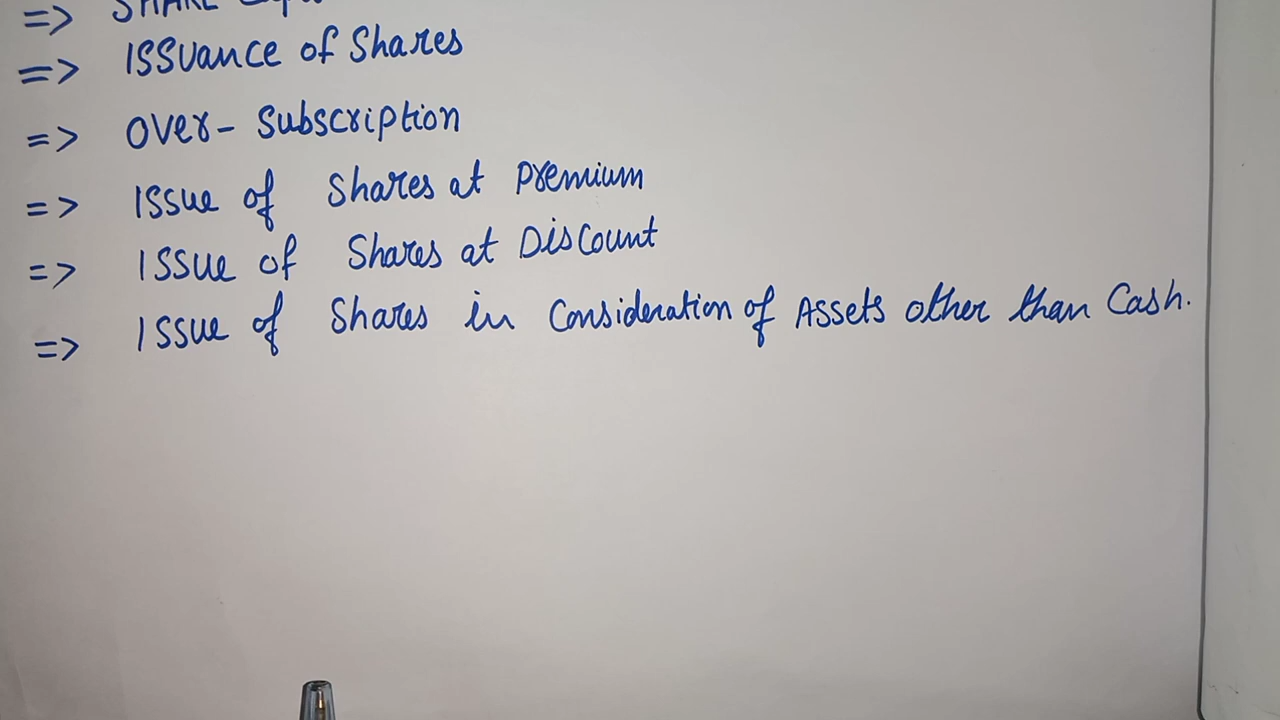 => SHARE
=> Issuance of Shares
=> Over-Subscription
=> Issue of Shares at Premium
=> Issue of Shares at Discount
=> Issue of Shares in Consideration of Assets other than Cash.